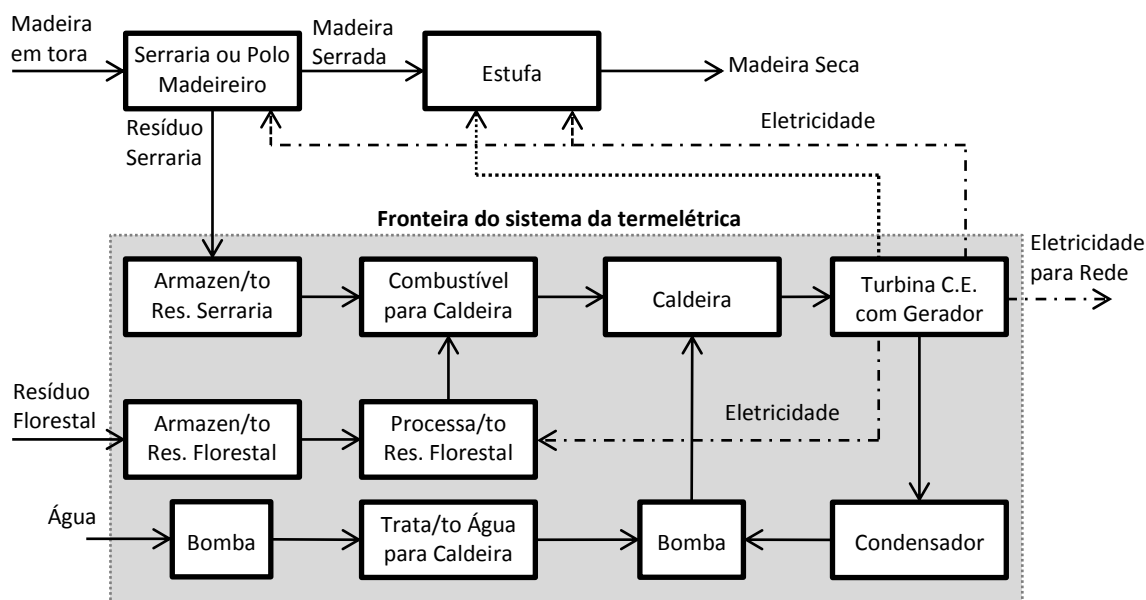 Madeira
em tora
Serraria ou Polo
Madeireiro
Madeira
Serrada
Estufa
Madeira Seca
Resíduo
Serraria
Eletricidade
Fronteira do sistema da termelétrica
Armazen/to
Res. Serraria
Combustível
para Caldeira
Caldeira
Turbina C.E.
com Gerador
Eletricidade
para Rede
Resíduo
Florestal
Armazen/to
Res. Florestal
Processa/to
Res. Florestal
Eletricidade
Água
Bomba
Trata/to Água
para Caldeira
Bomba
Condensador